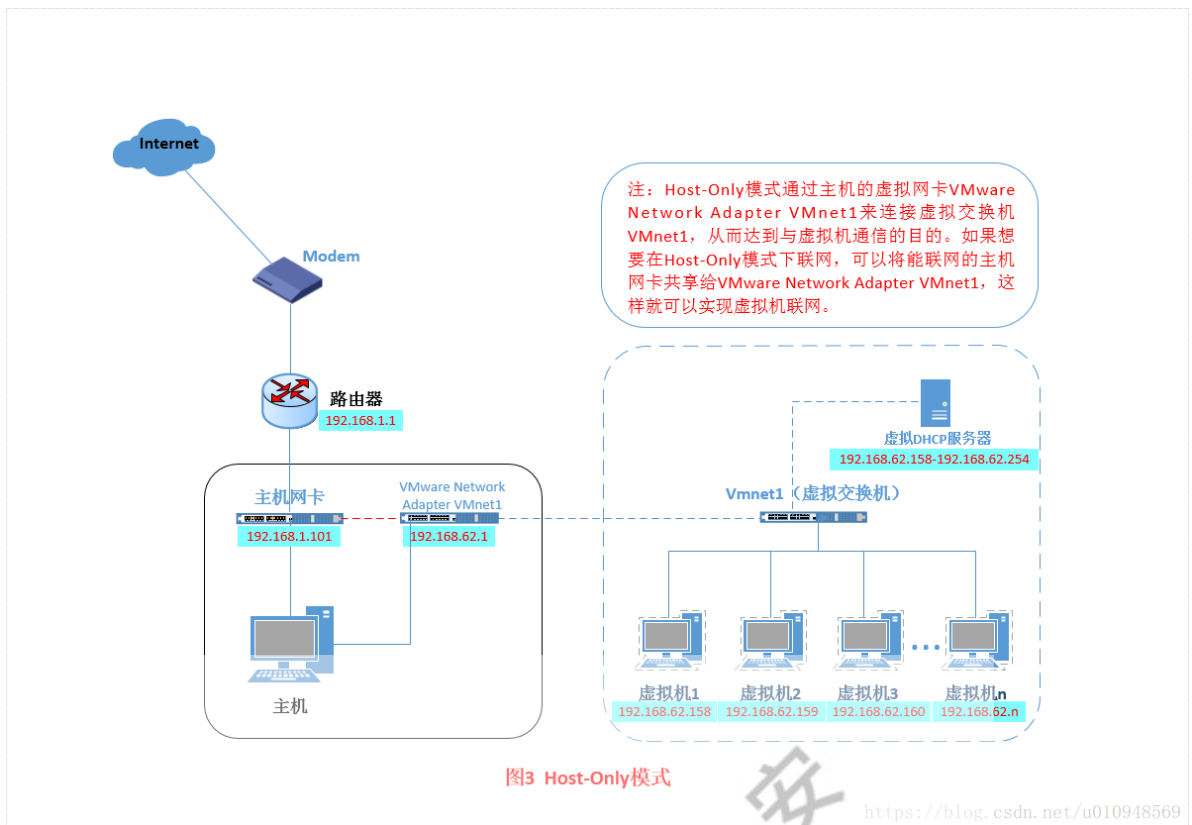 Internet
注：Host-Only模式通过主机的虚拟网卡VMware
Network Adapter VMnet1来连接虚拟交换机
VMnet1，从而达到与虚拟机通信的目的。如果想
要在Host-Only模式下联网，可以将能联网的主机
网卡共享给VMware Network Adapter VMnet1，这
样就可以实现虚拟机联网。
Modem
路由器
192.168.1.1
虚拟DHCP服务器
192.168.62.158-192.168.62.254
主机网卡
192.168.1.101
VMware Network
Adapter VMnet1
192.168.62.1
Vmnet1（虚拟交换机）
主机
虚拟机1
192.168.62.158
虚拟机2
192.168.62.159
虚拟机3
192.168.62.160
虚拟机n
192.168.62.n
图3 Host-Only模式
安
https://blog.csdn.net/u010948569